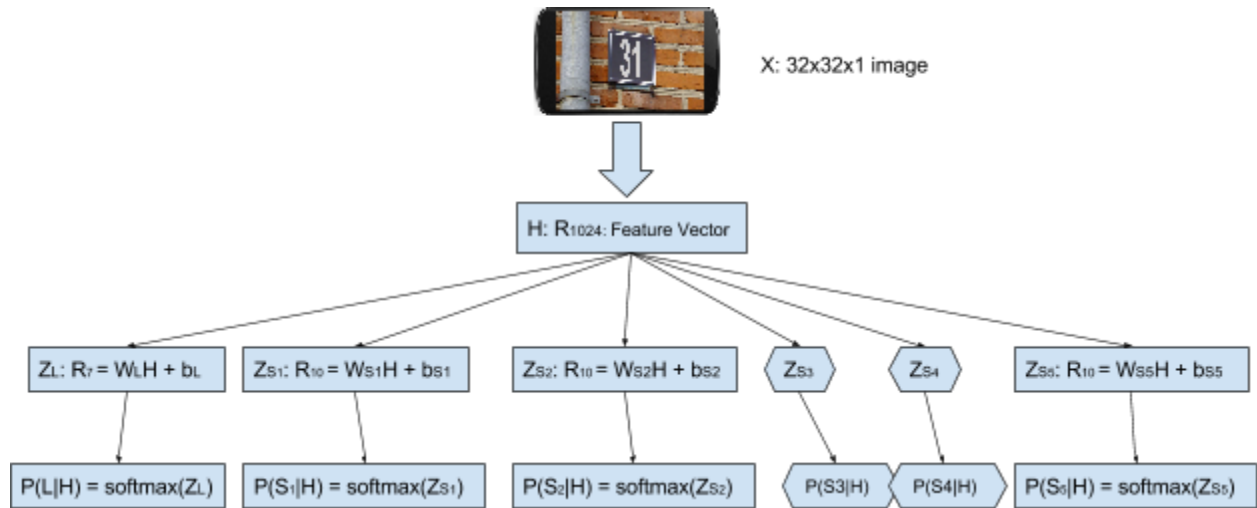 31
X: 32x32x1 image
H: R1024: Feature Vector
ZL: R7 = WLH + bL
ZS1: R10 = WS1H + bS1
ZS2: R10 = WS2H + bS2
ZS3
ZS4
ZS5: R10 = WS5H + bS5
P(L|H) = softmax(ZL)
P(S1|H) = softmax(ZS1)
P(S2|H) = softmax(ZS2)
P(S3|H)
P(S4|H)
P(S5|H) = softmax(ZS5)